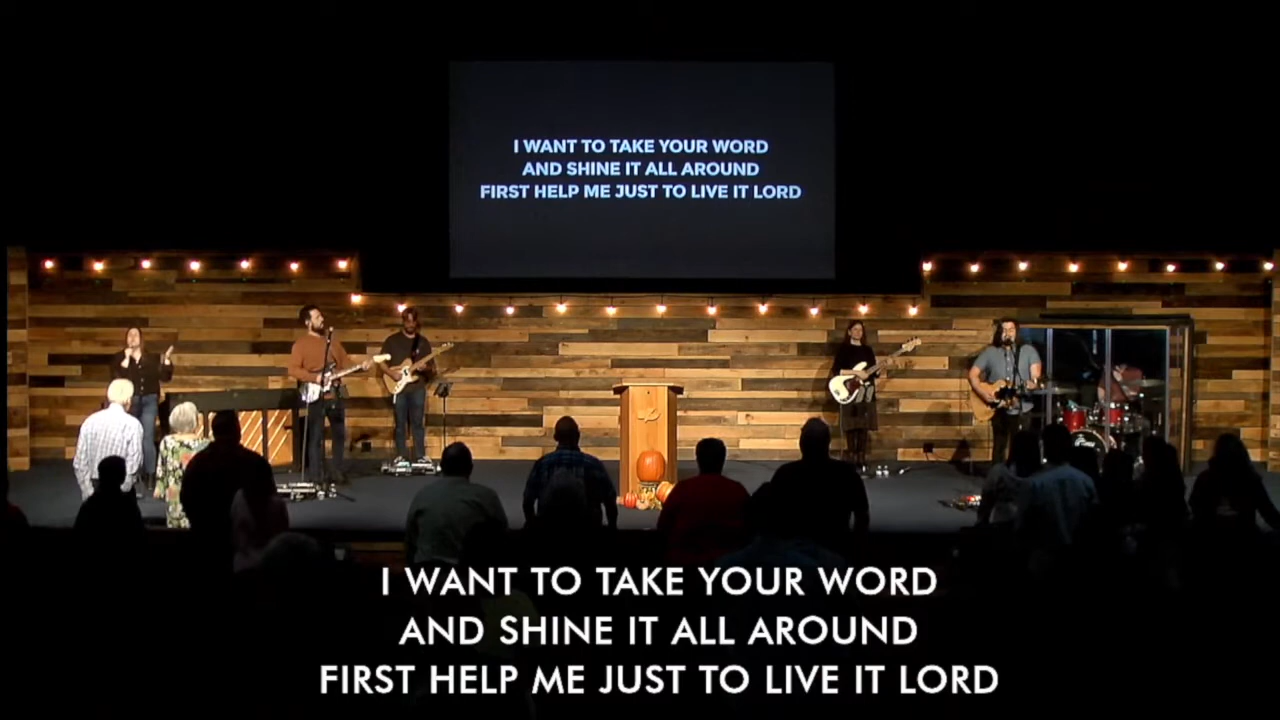 I WANT TO TAKE YOUR WORD
AND SHINE IT ALL AROUND
FIRST HELP ME JUST TO LIVE IT LORD
I WANT TO TAKE YOUR WORD
AND SHINE IT ALL AROUND
FIRST HELP ME JUST TO LIVE IT LORD